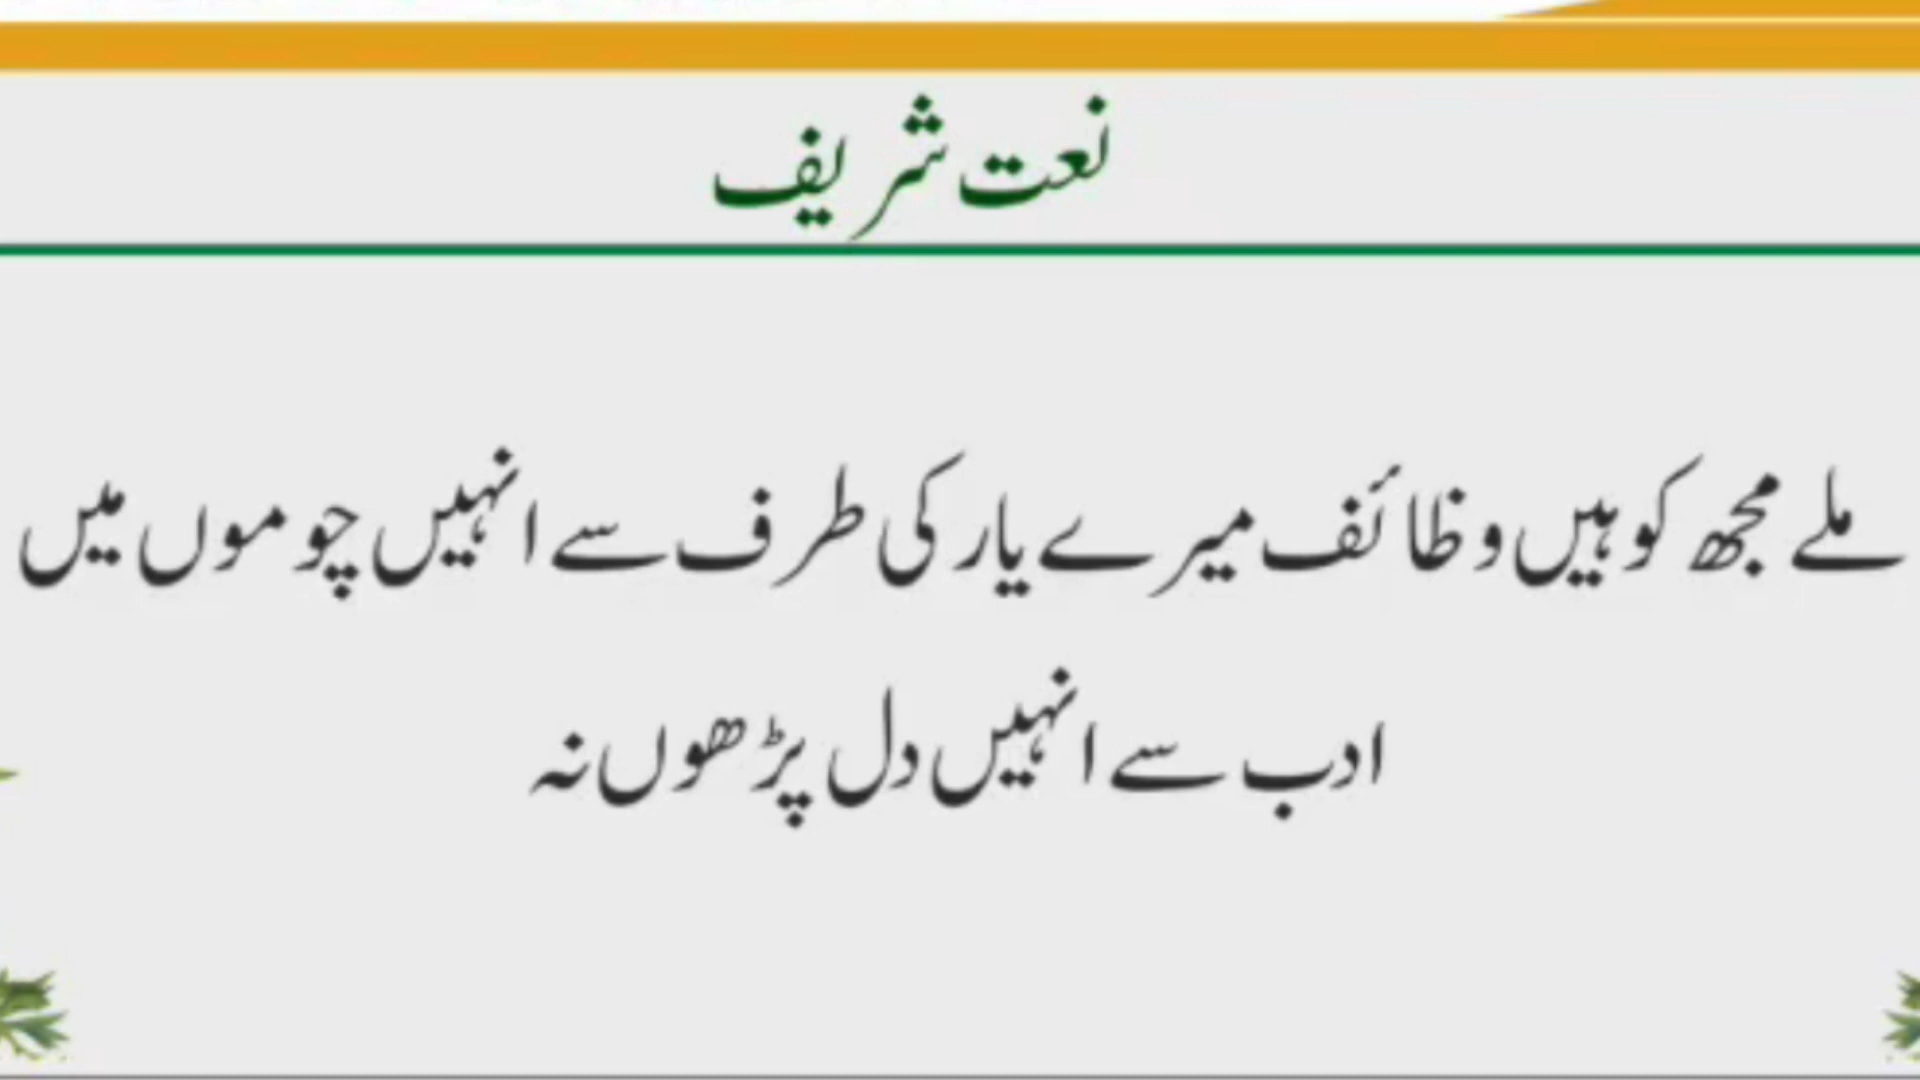 نعت شریف
ملے مجھ کو ہیں وظائف میرے یار کی طرف سے انہیں چوموں میں
ادب سے انہیں دل پڑھوں نہ